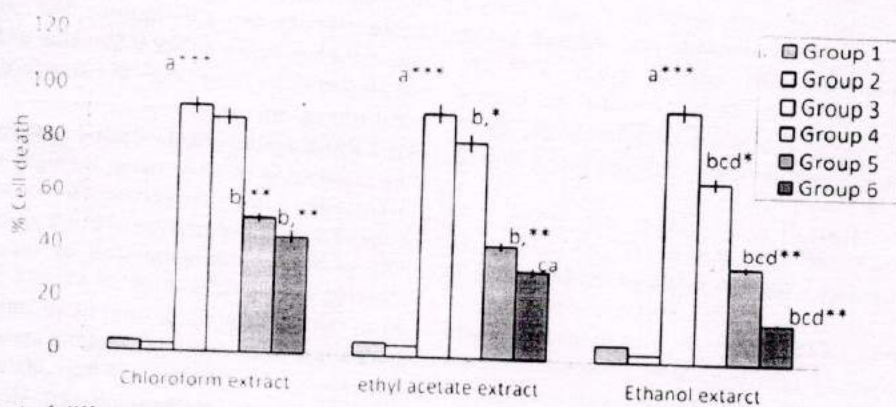 120
100
80
60
40
20
0
% Cell death
a***
b,**
b,**
a***
b,*
b,**
ca
a***
bcd*
bcd**
bcd**
Group 1
Group 2
Group 3
Group 4
Group 5
Group 6
Chloroform extract
ethyl acetate extract
Ethanol extarct